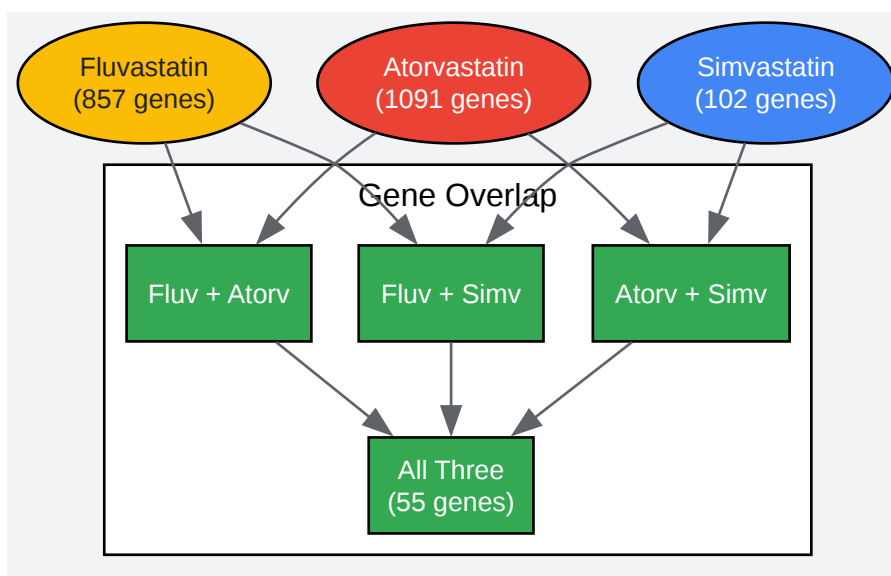 Fluvastatin
(857 genes)
Atorvastatin
(1091 genes)
Simvastatin
(102 genes)
Gene Overlap
Fluv + Atorv
Fluv + Simv
Atorv + Simv
All Three
(55 genes)